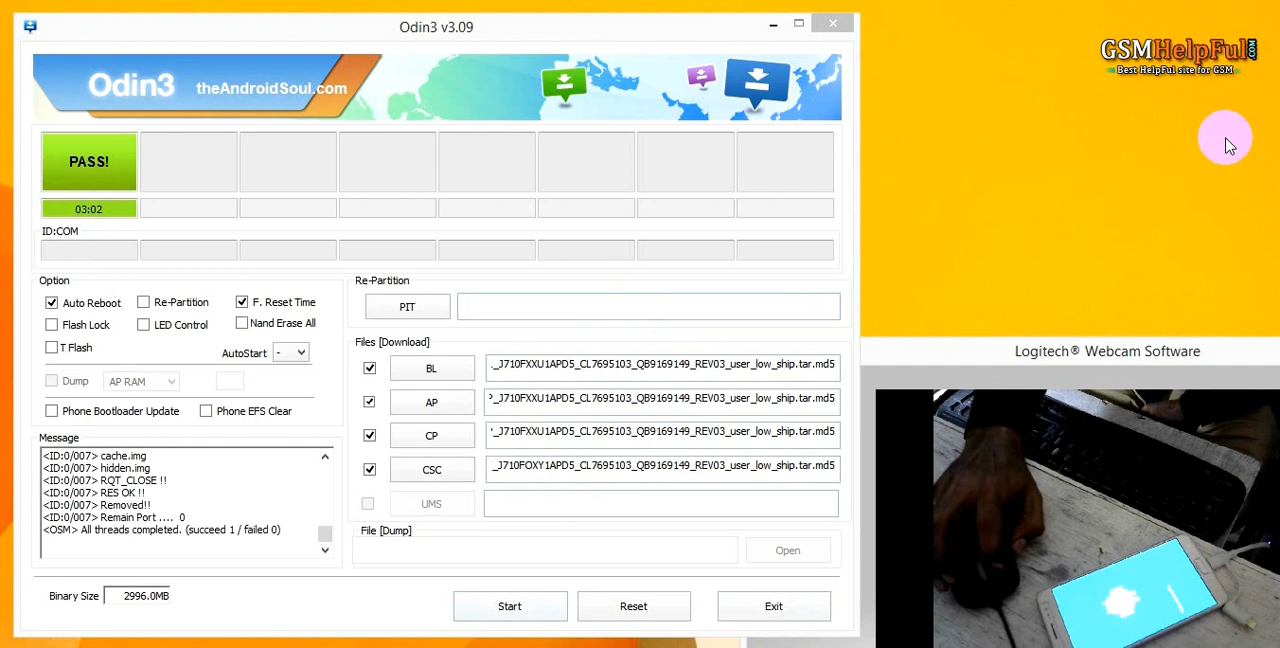 Odin3 v3.09
GSMHelpFul.COM
Best HelpFul site for GSM
Odin3 theAndroidSoul.com
PASS!
03:02
ID:COM
Option
Auto Reboot
Re-Partition
F. Reset Time
Flash Lock
LED Control
Nand Erase All
T Flash
AutoStart -
Dump
AP RAM
Phone Bootloader Update
Phone EFS Clear
Message
<ID:0/007> cache.img
<ID:0/007> hidden.img
<ID:0/007> RQT_CLOSE !!
<ID:0/007> RES OK !!
<ID:0/007> Removed!!
<ID:0/007> Remain Port .... 0
<OSM> All threads completed. (succeed 1 / failed 0)
Binary Size 2996.0MB
Re-Partition
PIT
Files [Download]
BL ._J710FXXU1APD5_CL7695103_QB9169149_REV03_user_low_ship.tar.md5
AP _J710FXXU1APD5_CL7695103_QB9169149_REV03_user_low_ship.tar.md5
CP _J710FXXU1APD5_CL7695103_QB9169149_REV03_user_low_ship.tar.md5
CSC _J710FOXY1APD5_CL7695103_QB9169149_REV03_user_low_ship.tar.md5
UMS
File [Dump]
Open
Start
Reset
Exit
Logitech® Webcam Software